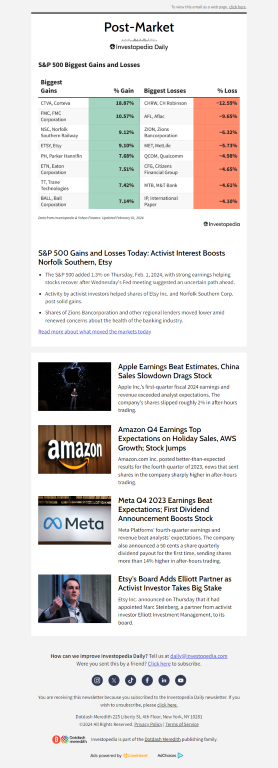 To view this email as a web page, click here
Post-Market
Investopedia Daily
S&P 500 Biggest Gains and Losses
Biggest Gains % Gain Biggest Losses % Loss
CTVA, Corteva 18.87% CHRW, CH Robinson −12.59%
FMC, FMC Corporation 10.57% AFL, Aflac −9.65%
NSC, Norfolk Southern Railway 9.13% ZION, Zions Bancorporation −6.33%
ETSY, Etsy 9.10% MET, MetLife −5.73%
PH, Parker Hannifin 7.68% QCOM, Qualcomm −4.98%
ETN, Eaton Corporation 7.51% CFG, Citizens Financial Group −4.65%
TT, Trane Technologies 7.42% MTB, M&T Bank −4.61%
BALL, Ball Corporation 7.14% IP, International Paper −4.10%
Data from Investopedia & Yahoo Finance. Updated February 01, 2024
Investopedia
S&P 500 Gains and Losses Today: Activist Interest Boosts
Norfolk Southern, Etsy
• The S&P 500 added 1.3% on Thursday, Feb. 1, 2024, with strong earnings helping
stocks recover after Wednesday's Fed meeting suggested an uncertain path ahead.
• Activity by activist investors helped shares of Etsy Inc. and Norfolk Southern Corp.
post solid gains.
• Shares of Zions Bancorporation and other regional lenders moved lower amid
renewed concerns about the health of the banking industry.
Read more about what moved the markets today
Apple Earnings Beat Estimates, China
Sales Slowdown Drags Stock
Apple Inc.'s first-quarter fiscal 2024 earnings and
revenue exceeded analyst expectations. The
company's shares slipped roughly 2% in after-hours
trading.
amazon
Amazon Q4 Earnings Top
Expectations on Holiday Sales, AWS
Growth; Stock Jumps
Amazon.com Inc. posted better-than-expected
results for the fourth quarter of 2023, news that sent
shares in the company sharply higher in after-hours
trading.
Meta
Meta Q4 2023 Earnings Beat
Expectations; First Dividend
Announcement Boosts Stock
Meta Platforms' fourth-quarter earnings and
revenue beat analysts' expectations. The company
also announced a 50 cents a share quarterly
dividend payout for the first time, sending shares
more than 14% higher in after-hours trading.
Etsy's Board Adds Elliott Partner as
Activist Investor Takes Big Stake
Etsy Inc. announced on Thursday that it had
appointed Marc Steinberg, a partner from activist
investor Elliott Investment Management, to its
board.
How can we improve Investopedia Daily? Tell us at daily@investopedia.com
Were you sent this by a friend? Click here to subscribe.
You are receiving this newsletter because you subscribed to the Investopedia Daily newsletter. If you
wish to unsubscribe, please click here.
Dotdash Meredith 225 Liberty St, 4th Floor, New York, NY 10281
©2024 All Rights Reserved. Privacy Policy | Terms of Service
Dotdash meredith Investopedia is part of the Dotdash Meredith publishing family.
Ads powered by LiveIntent AdChoices